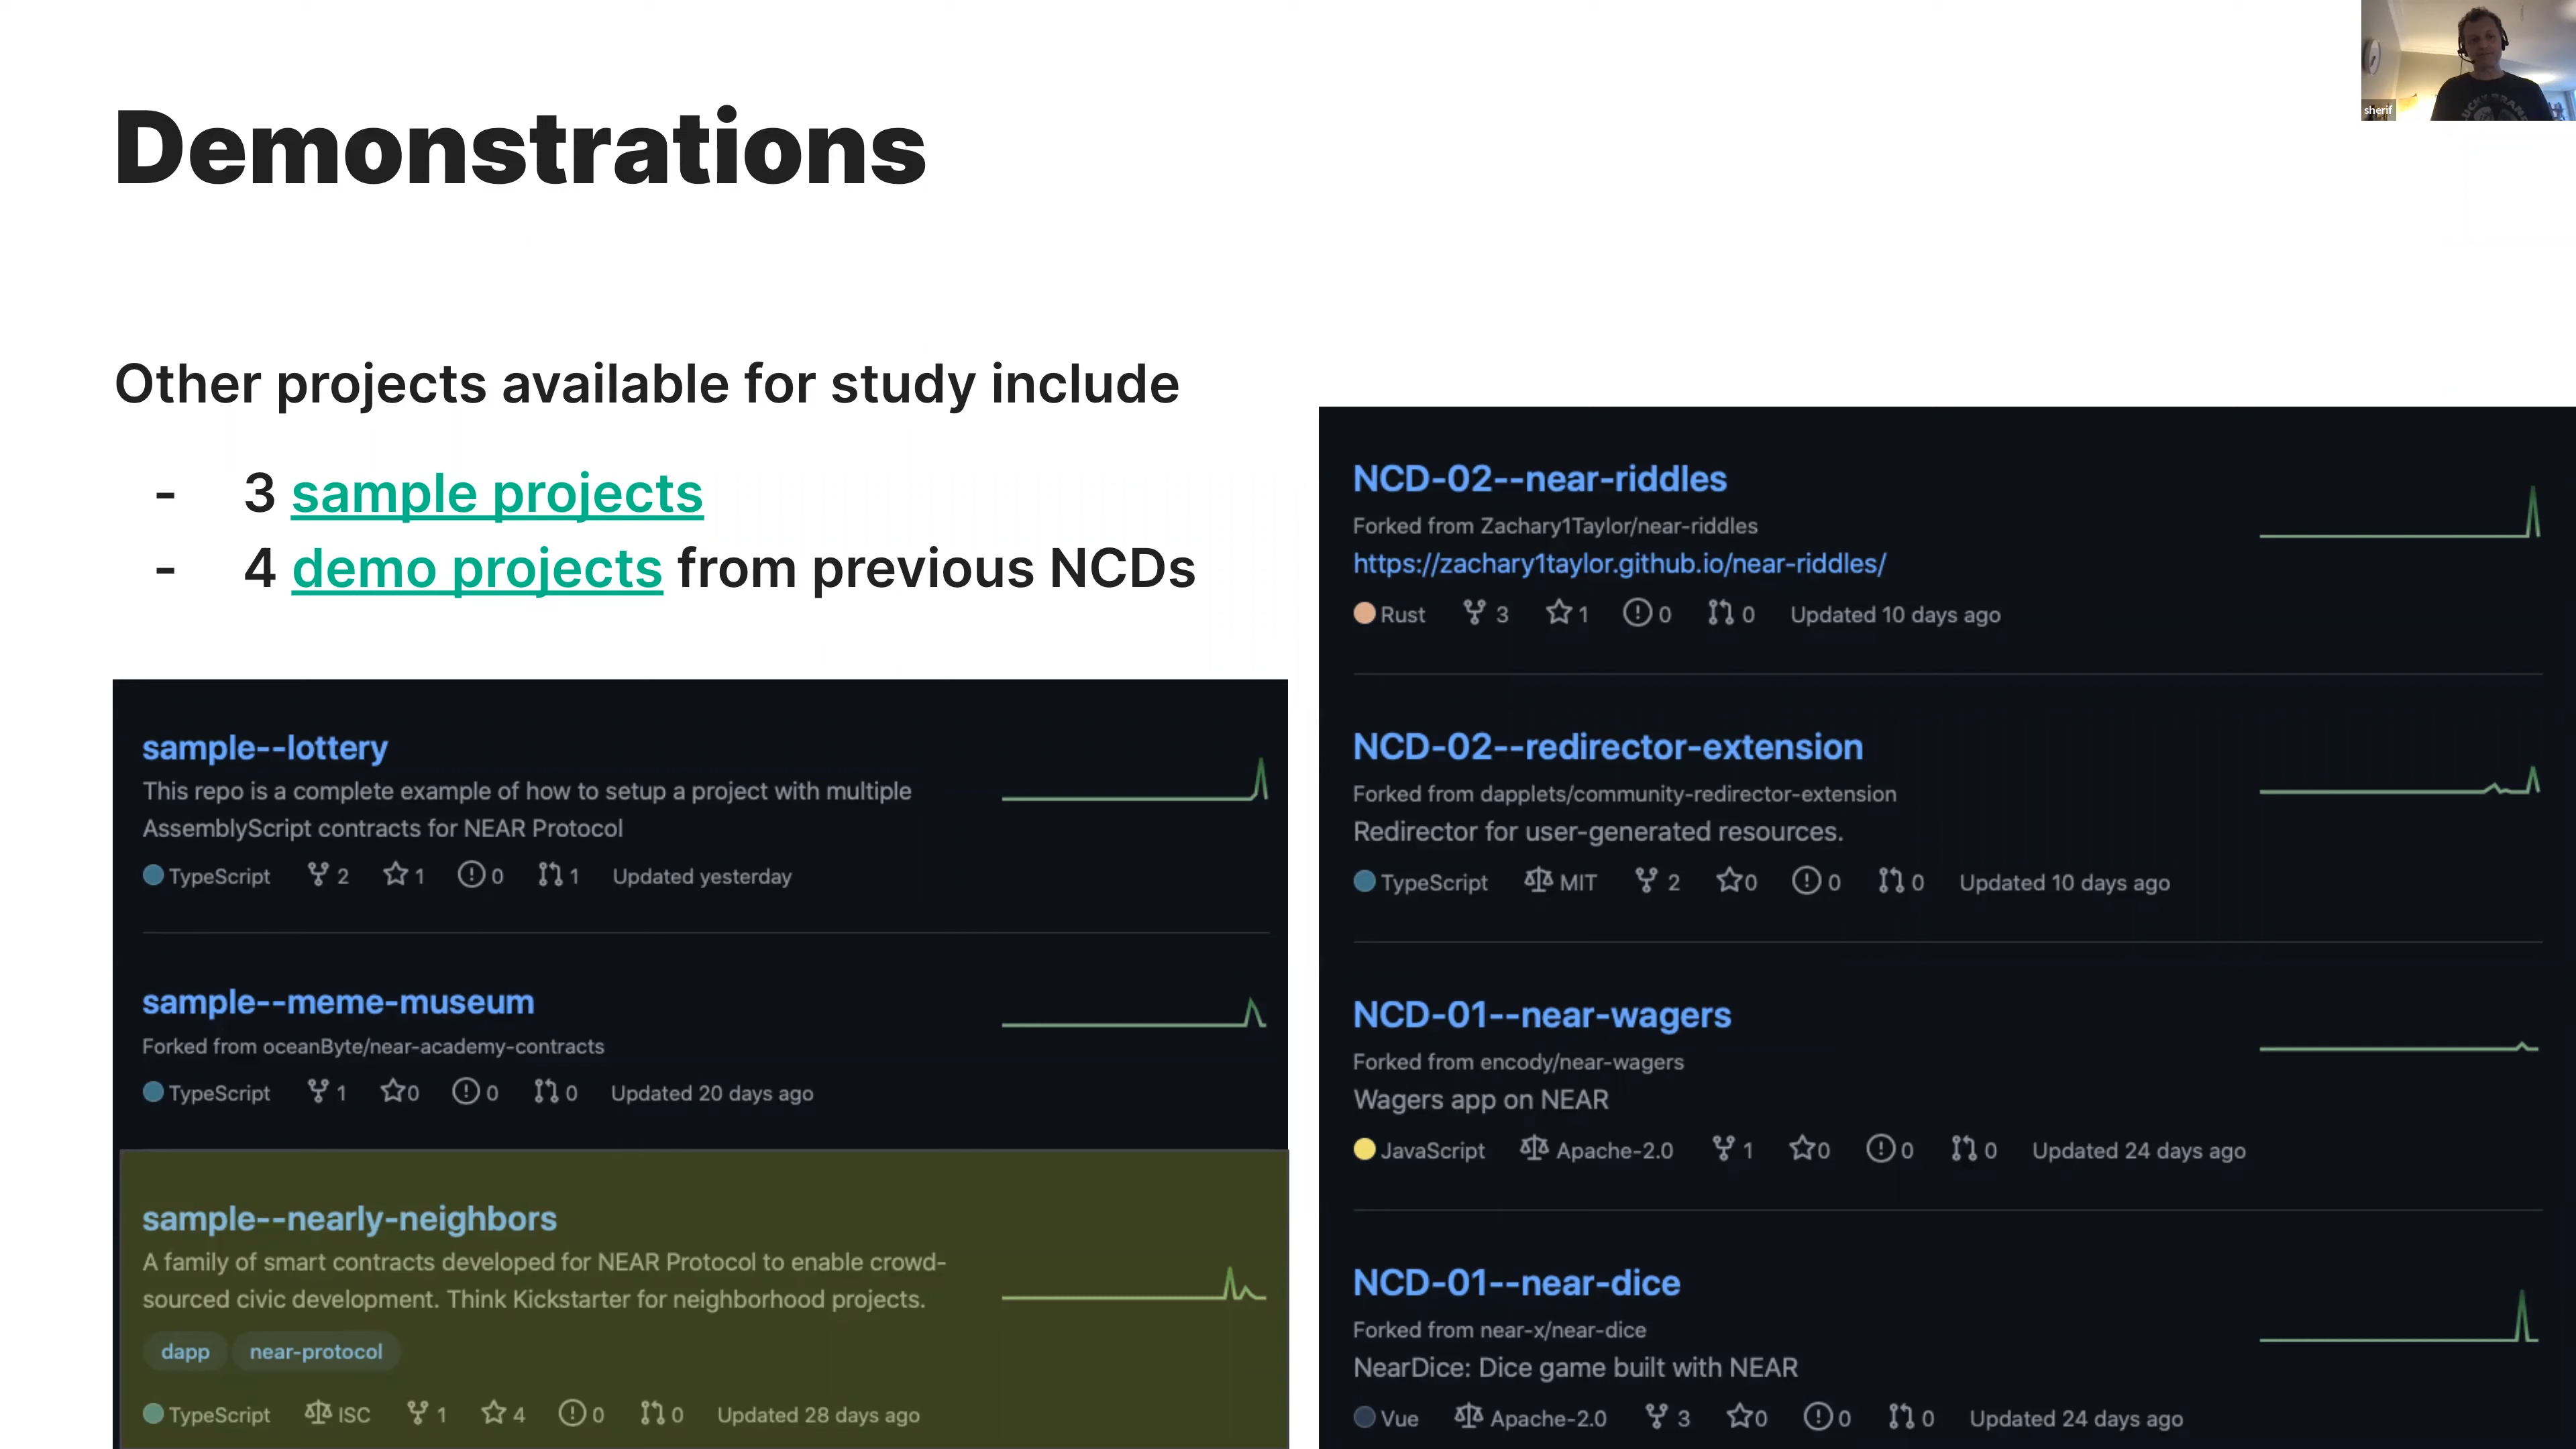 Demonstrations
sherif
Other projects available for study include
- 3 sample projects
- 4 demo projects from previous NCDs
sample--lottery
This repo is a complete example of how to setup a project with multiple
AssemblyScript contracts for NEAR Protocol
TypeScript 2 1 0 1 Updated yesterday
sample--meme-museum
Forked from oceanByte/near-academy-contracts
TypeScript 1 0 0 0 Updated 20 days ago
sample--nearly-neighbors
A family of smart contracts developed for NEAR Protocol to enable crowd-
sourced civic development. Think Kickstarter for neighborhood projects.
dapp near-protocol
TypeScript ISC 1 4 0 0 Updated 28 days ago
NCD-02--near-riddles
Forked from Zachary1Taylor/near-riddles
https://zachary1taylor.github.io/near-riddles/
Rust 3 1 0 0 Updated 10 days ago
NCD-02--redirector-extension
Forked from dapplets/community-redirector-extension
Redirector for user-generated resources.
TypeScript MIT 2 0 0 0 Updated 10 days ago
NCD-01--near-wagers
Forked from encody/near-wagers
Wagers app on NEAR
JavaScript Apache-2.0 1 0 0 0 Updated 24 days ago
NCD-01--near-dice
Forked from near-x/near-dice
NearDice: Dice game built with NEAR
Vue Apache-2.0 3 0 0 0 Updated 24 days ago